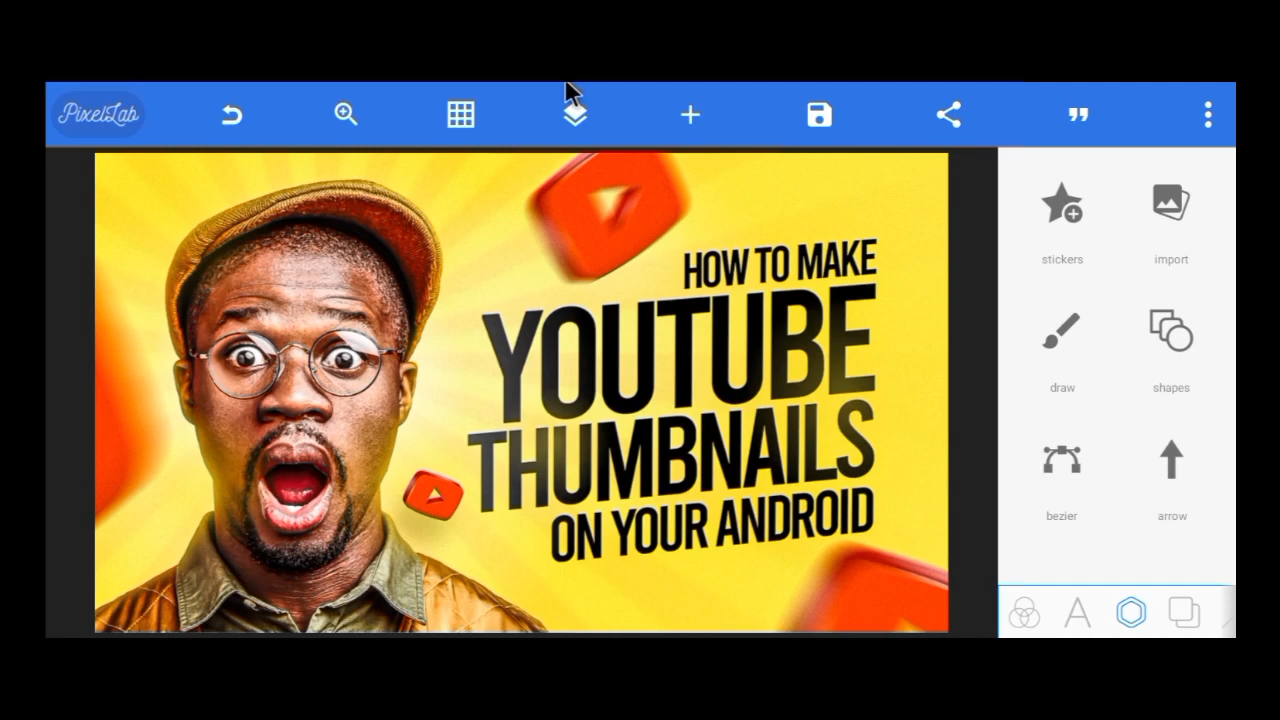 PixelLab
HOW TO MAKE
YOUTUBE
THUMBNAILS
ON YOUR ANDROID
stickers
import
draw
shapes
bezier
arrow